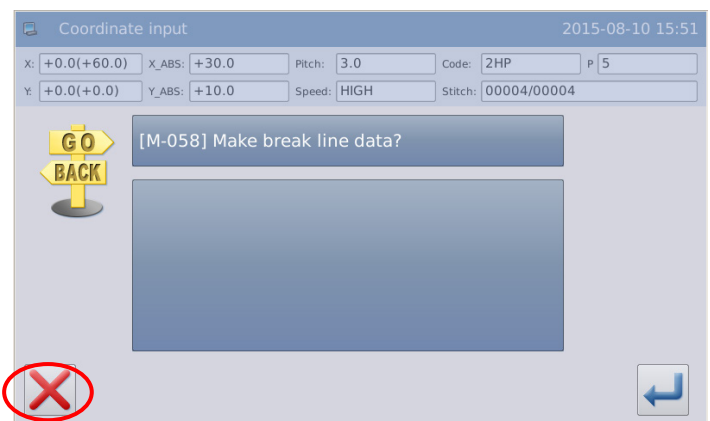 Coordinate input 2015-08-10 15:51
X: +0.0(+60.0) X_ABS: +30.0 Pitch: 3.0 Code: 2HP P 5
Y: +0.0(+0.0) Y_ABS: +10.0 Speed: HIGH Stitch: 00004/00004
GO
BACK
[M-058] Make break line data?